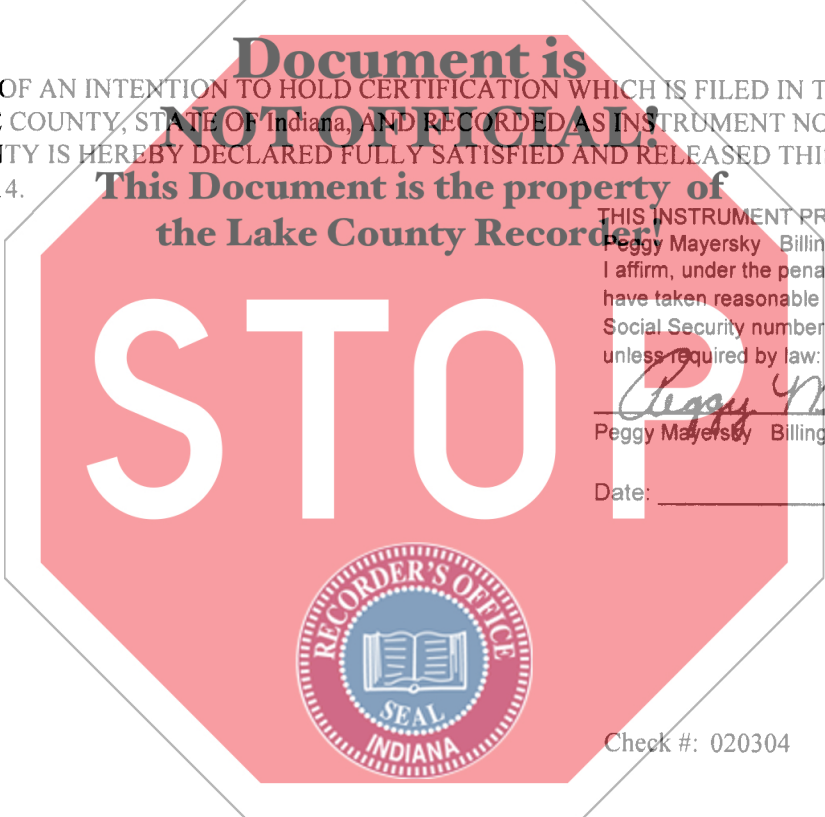 Document is
OF AN INTENTION TO HOLD CERTIFICATION WHICH IS FILED IN T
NOT OFFICIAL!
COUNTY, STATE OF Indiana, AND RECORDED AS INSTRUMENT NO
TY IS HEREBY DECLARED FULLY SATISFIED AND RELEASED THI
4.
This Document is the property of
the Lake County Recorder!
THIS INSTRUMENT PR
Peggy Mayersky Billin
I affirm, under the pena
have taken reasonable
Social Security number
unless required by law:
STOP
Peggy M
Peggy Mayersky Billing
Date:
RECORDER'S OFFICE
SEAL
INDIANA
Check #: 020304